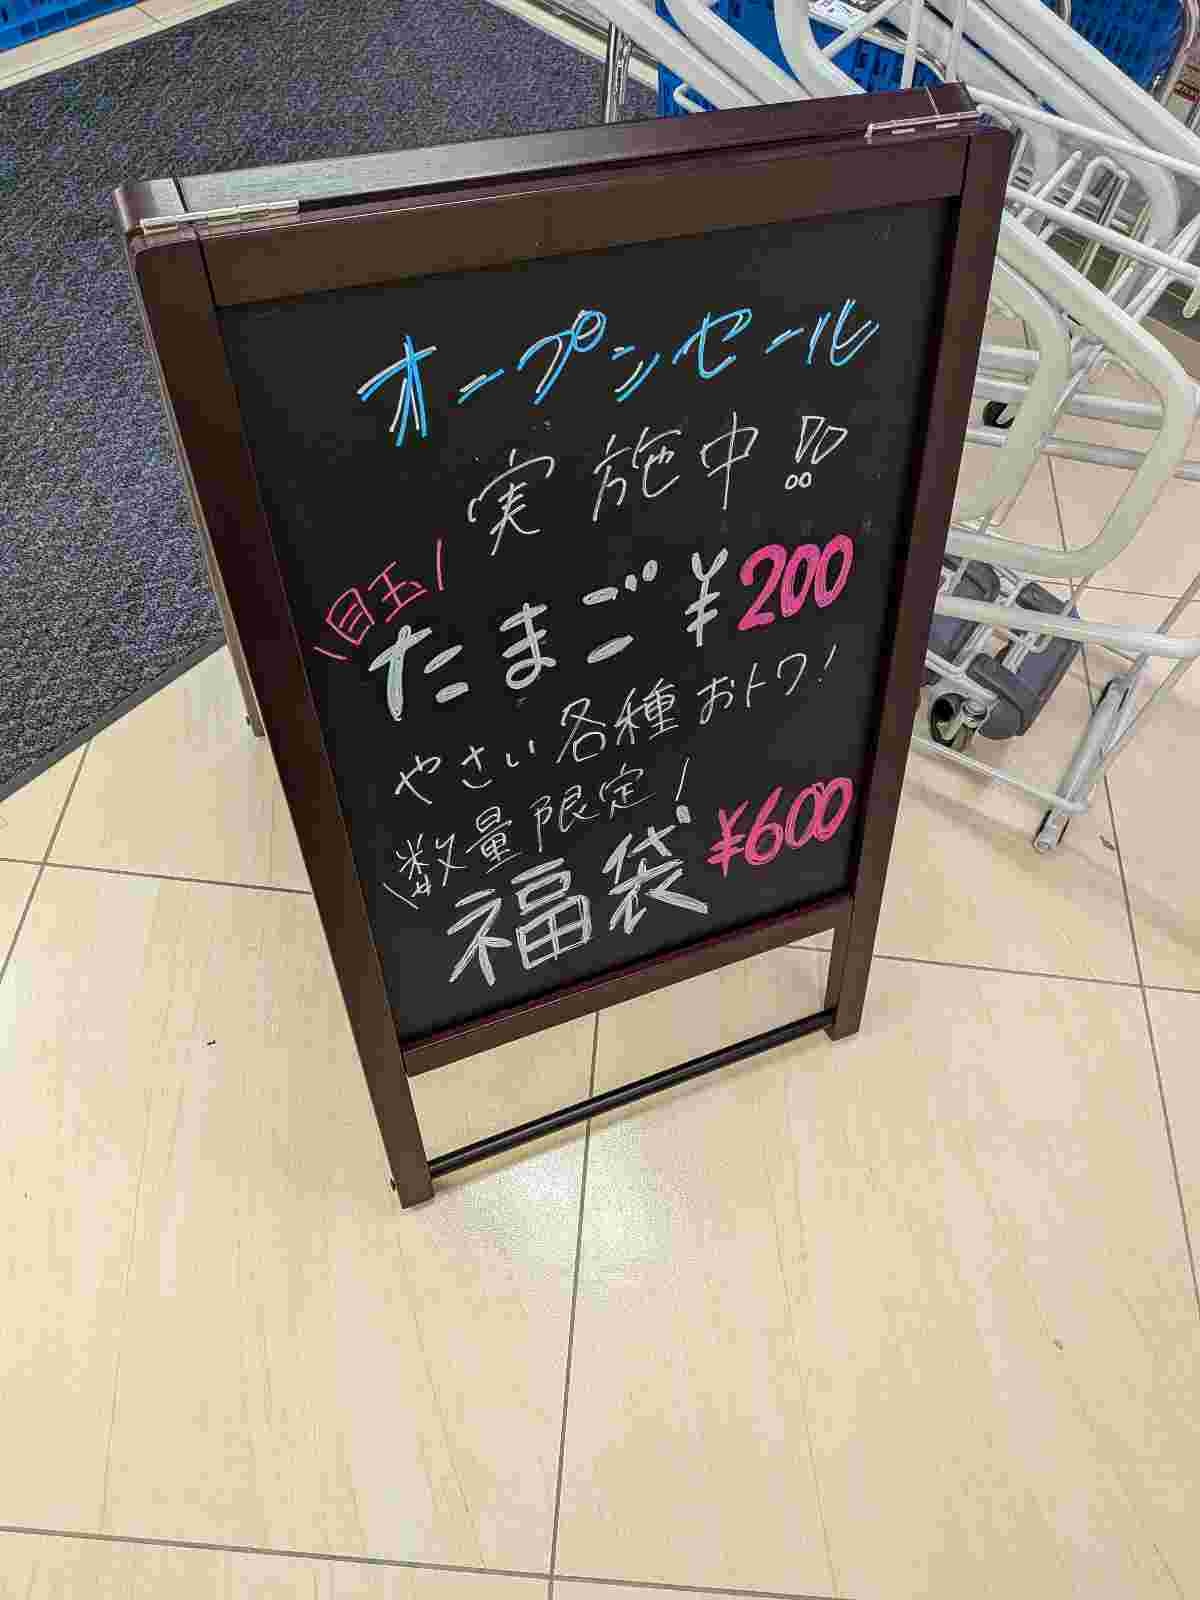 オープンセール
実施中!!
\目玉/
たまご ¥200
やさい各種おトク!
\数量限定!/
福袋 ¥600